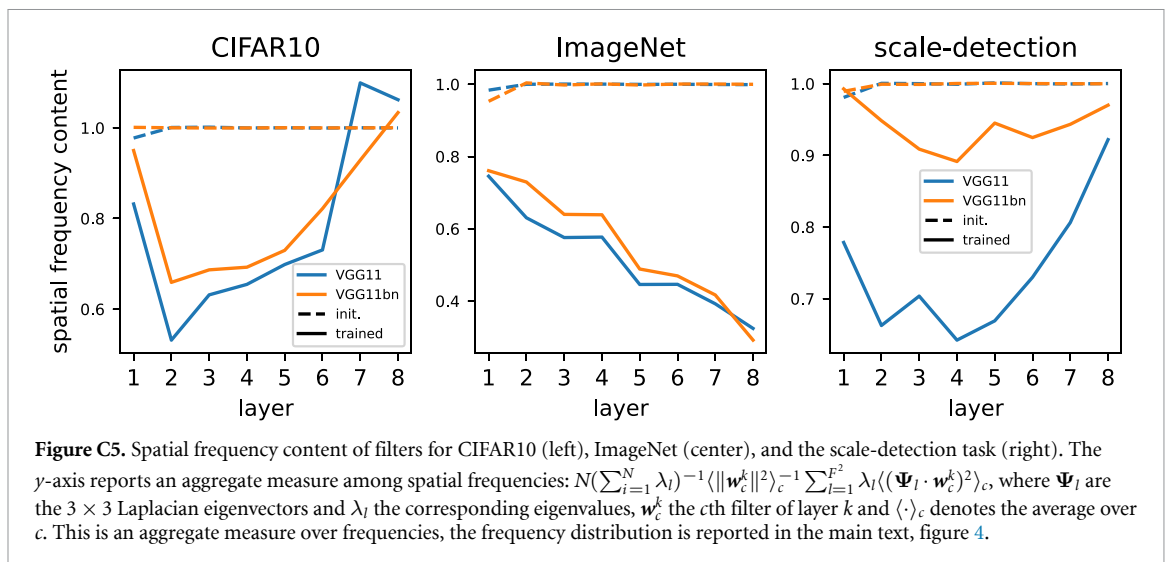 CIFAR10 ImageNet scale-detection
spatial frequency content
1.0
0.8
0.6
VGG11
VGG11bn
init.
trained
1 2 3 4 5 6 7 8
layer
1.0
0.8
0.6
0.4
1 2 3 4 5 6 7 8
layer
1.0
0.9
0.8
0.7
VGG11
VGG11bn
init.
trained
1 2 3 4 5 6 7 8
layer
Figure C5. Spatial frequency content of filters for CIFAR10 (left), ImageNet (center), and the scale-detection task (right). The
y-axis reports an aggregate measure among spatial frequencies: N(∑_{i=1}^{N} λ_l)^{−1}⟨‖w_c^k‖²⟩_c^{−1} ∑_{l=1}^{F²} λ_l⟨(Ψ_l · w_c^k)²⟩_c, where Ψ_l are
the 3 × 3 Laplacian eigenvectors and λ_l the corresponding eigenvalues, w_c^k the cth filter of layer k and ⟨·⟩_c denotes the average over
c. This is an aggregate measure over frequencies, the frequency distribution is reported in the main text, figure 4.